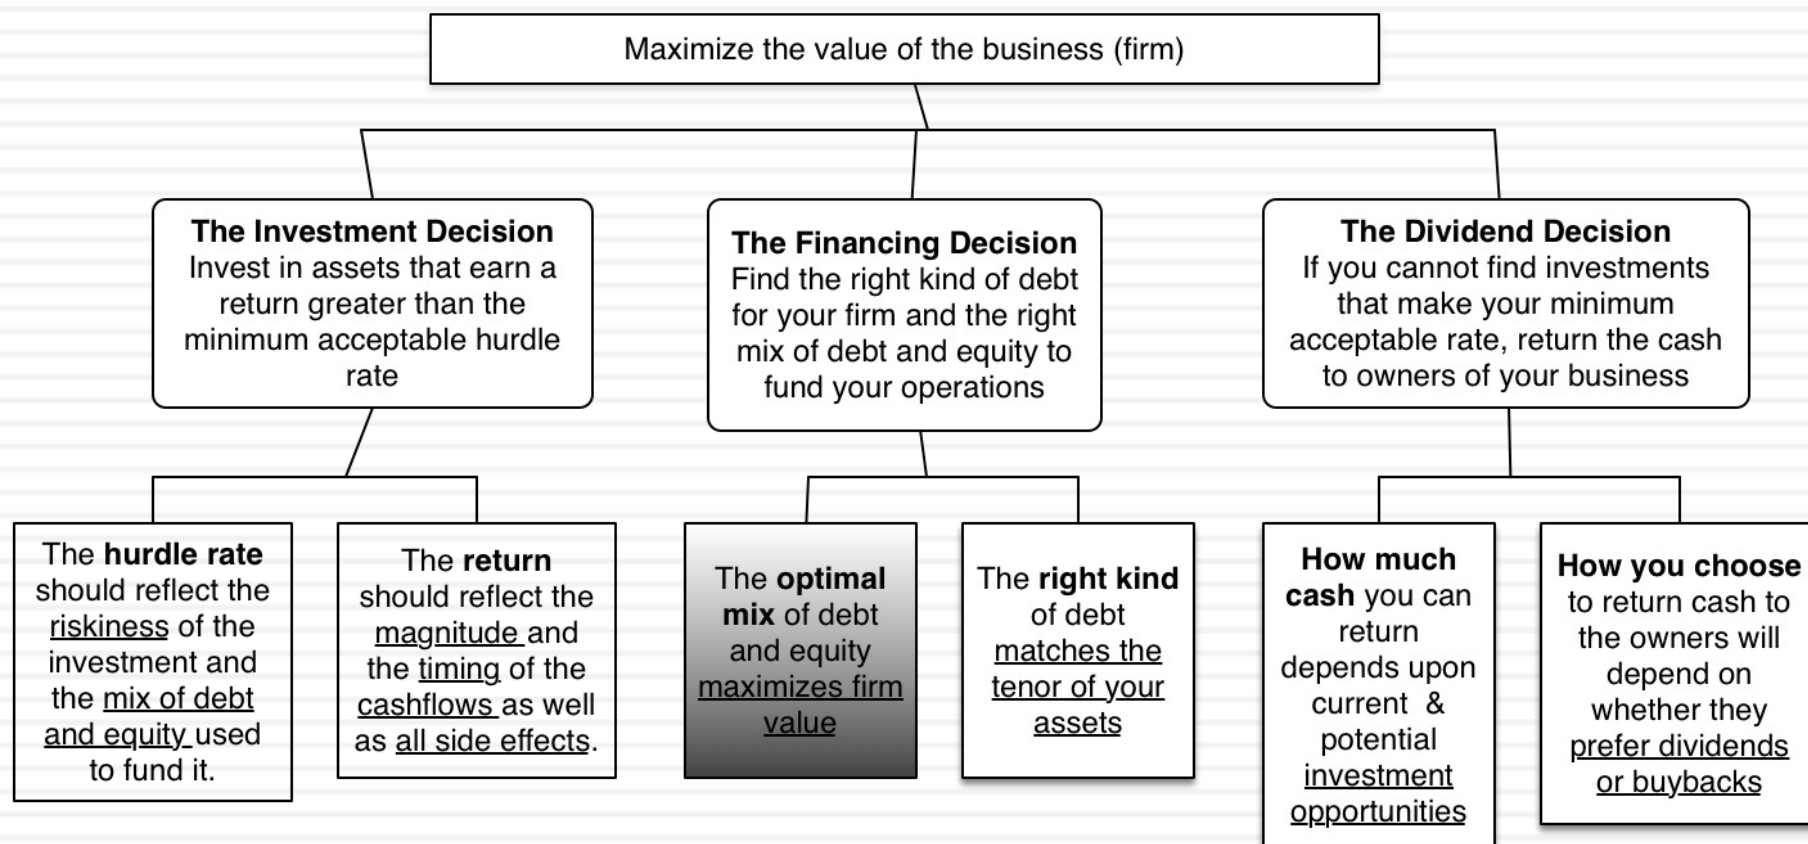 Maximize the value of the business (firm)
The Investment Decision
Invest in assets that earn a
return greater than the
minimum acceptable hurdle
rate
The Financing Decision
Find the right kind of debt
for your firm and the right
mix of debt and equity to
fund your operations
The Dividend Decision
If you cannot find investments
that make your minimum
acceptable rate, return the cash
to owners of your business
The hurdle rate
should reflect the
riskiness of the
investment and
the mix of debt
and equity used
to fund it.
The return
should reflect the
magnitude and
the timing of the
cashflows as well
as all side effects.
The optimal
mix of debt
and equity
maximizes firm
value
The right kind
of debt
matches the
tenor of your
assets
How much
cash you can
return
depends upon
current &
potential
investment
opportunities
How you choose
to return cash to
the owners will
depend on
whether they
prefer dividends
or buybacks